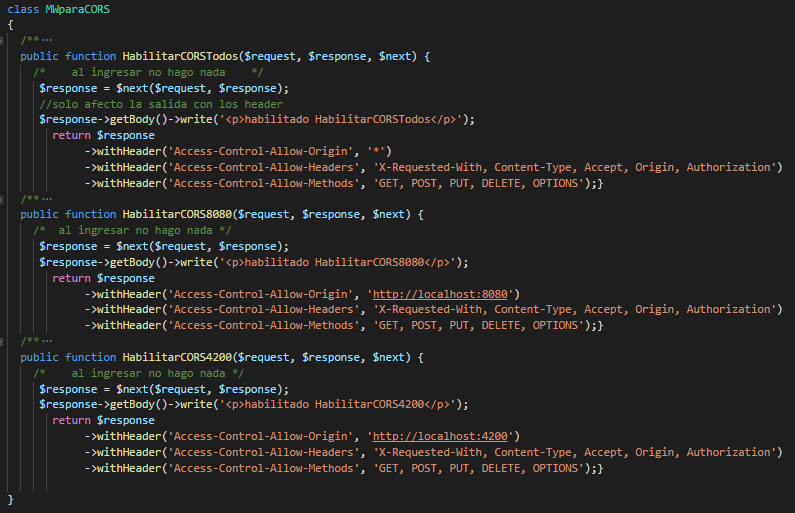 class MWparaCORS
{
/**...
public function HabilitarCORSTodos($request, $response, $next) {
/*    al ingresar no hago nada    */
$response = $next($request, $response);
//solo afecto la salida con los header
$response->getBody()->write('<p>habilitado HabilitarCORSTodos</p>');
return $response
->withHeader('Access-Control-Allow-Origin', '*')
->withHeader('Access-Control-Allow-Headers', 'X-Requested-With, Content-Type, Accept, Origin, Authorization')
->withHeader('Access-Control-Allow-Methods', 'GET, POST, PUT, DELETE, OPTIONS');}
/**...
public function HabilitarCORS8080($request, $response, $next) {
/*  al ingresar no hago nada */
$response = $next($request, $response);
$response->getBody()->write('<p>habilitado HabilitarCORS8080</p>');
return $response
->withHeader('Access-Control-Allow-Origin', 'http://localhost:8080')
->withHeader('Access-Control-Allow-Headers', 'X-Requested-With, Content-Type, Accept, Origin, Authorization')
->withHeader('Access-Control-Allow-Methods', 'GET, POST, PUT, DELETE, OPTIONS');}
/**...
public function HabilitarCORS4200($request, $response, $next) {
/*    al ingresar no hago nada */
$response = $next($request, $response);
$response->getBody()->write('<p>habilitado HabilitarCORS4200</p>');
return $response
->withHeader('Access-Control-Allow-Origin', 'http://localhost:4200')
->withHeader('Access-Control-Allow-Headers', 'X-Requested-With, Content-Type, Accept, Origin, Authorization')
->withHeader('Access-Control-Allow-Methods', 'GET, POST, PUT, DELETE, OPTIONS');}
}